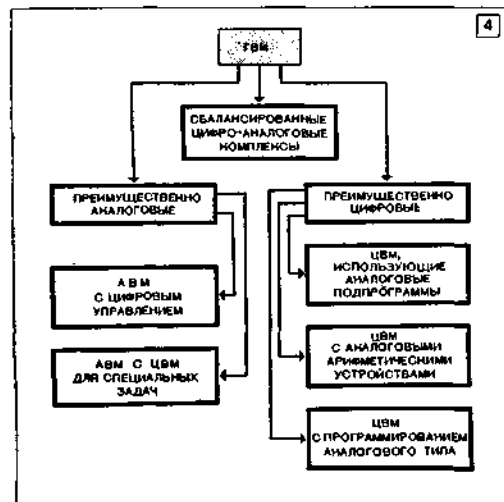 4
ГВМ
СБАЛАНСИРОВАННЫЕ
ЦИФРО-АНАЛОГОВЫЕ
КОМПЛЕКСЫ
ПРЕИМУЩЕСТВЕННО
АНАЛОГОВЫЕ
ПРЕИМУЩЕСТВЕННО
ЦИФРОВЫЕ
АВМ
С ЦИФРОВЫМ
УПРАВЛЕНИЕМ
АВМ С ЦВМ
ДЛЯ СПЕЦИАЛЬНЫХ
ЗАДАЧ
ЦВМ,
ИСПОЛЬЗУЮЩИЕ
АНАЛОГОВЫЕ
ПОДПРОГРАММЫ
ЦВМ
С АНАЛОГОВЫМИ
АРИФМЕТИЧЕСКИМИ
УСТРОЙСТВАМИ
ЦВМ
С ПРОГРАММИРОВАНИЕМ
АНАЛОГОВОГО ТИПА